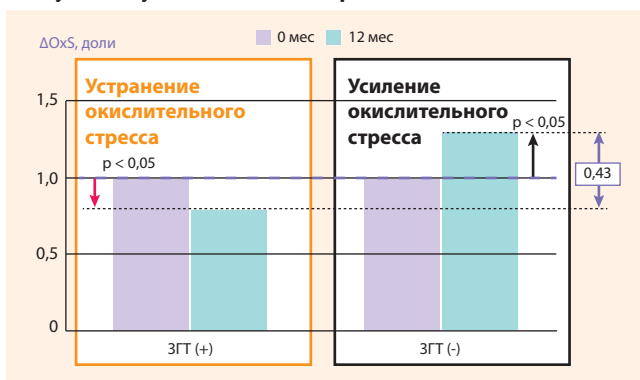 ΔOxS, доли
0 мес 12 мес
Устранение
окислительного
стресса
Усиление
окислительного
стресса
p < 0,05
p < 0,05
1,5
1,0
0,5
0
0,43
ЗГТ (+)
ЗГТ (-)